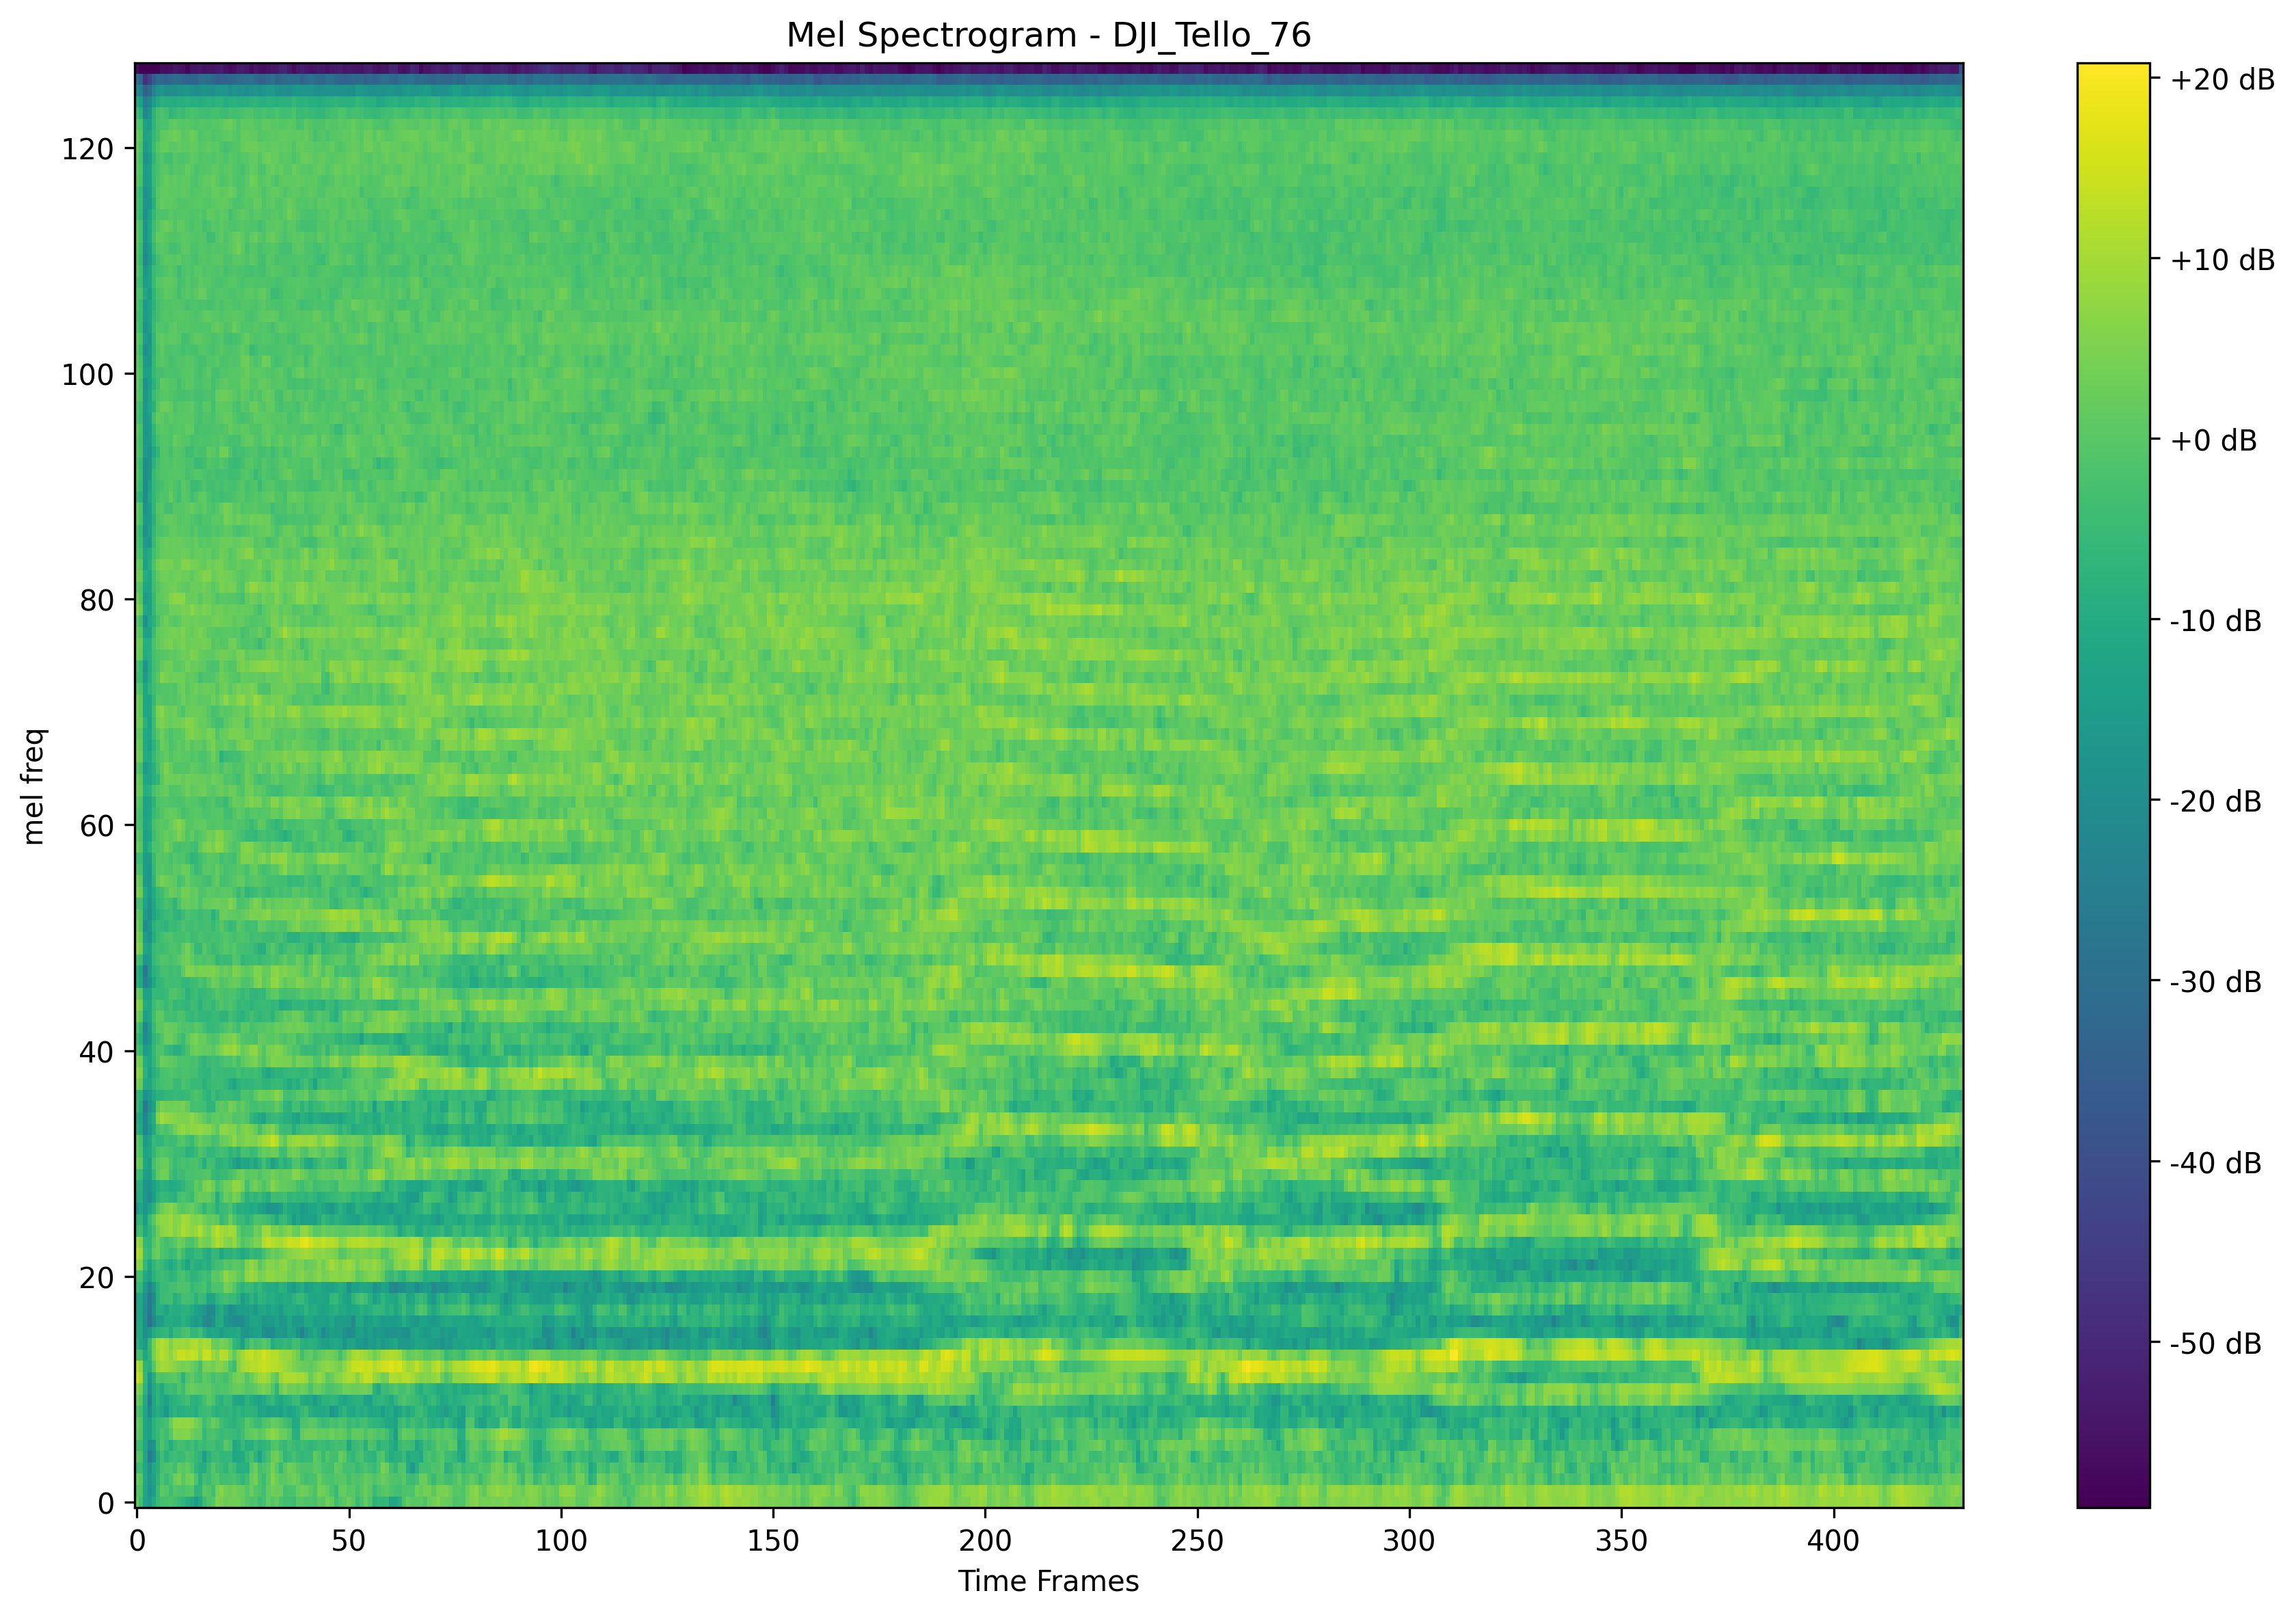 Mel Spectrogram - DJI_Tello_76
120
100
80
60
40
20
0
mel freq
0 50 100 150 200 250 300 350 400
Time Frames
+20 dB
+10 dB
+0 dB
-10 dB
-20 dB
-30 dB
-40 dB
-50 dB